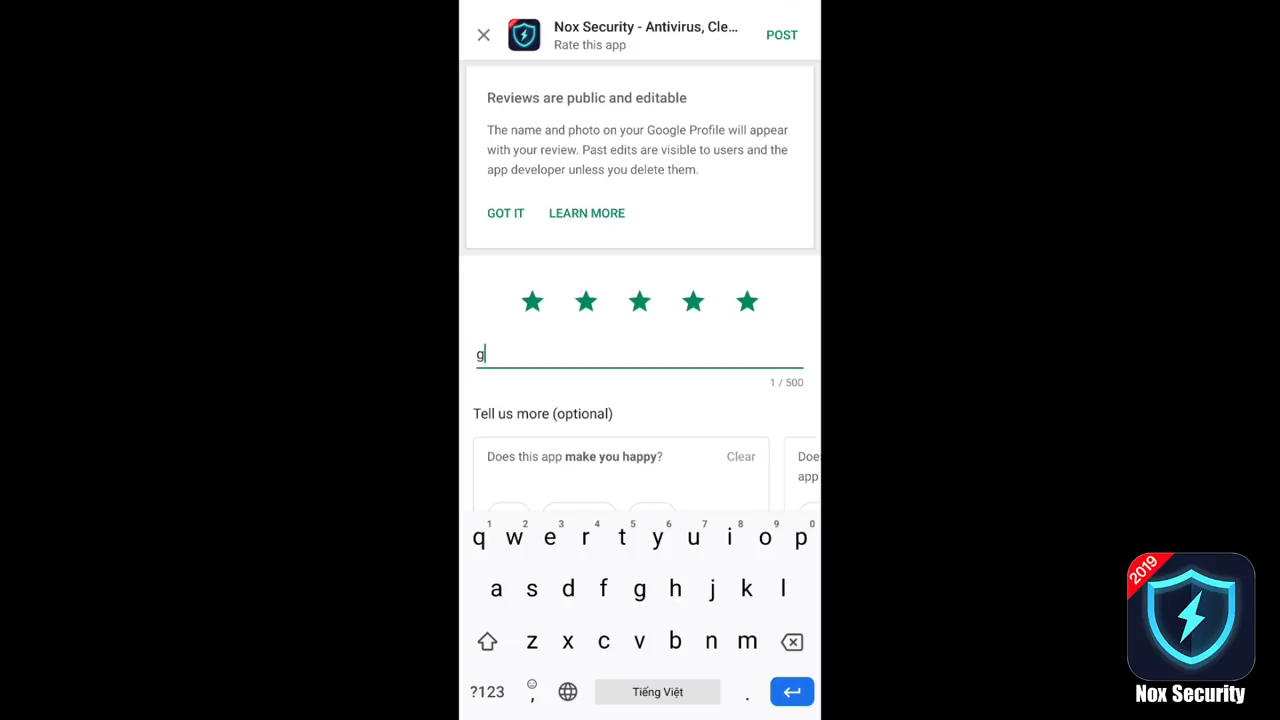 Nox Security - Antivirus, Cle...
Rate this app
POST
Reviews are public and editable
The name and photo on your Google Profile will appear
with your review. Past edits are visible to users and the
app developer unless you delete them.
GOT IT LEARN MORE
g
1 / 500
Tell us more (optional)
Does this app make you happy? Clear
app
1 2 3 4 5 6 7 8 9 0
q w e r t y u i o p
a s d f g h j k l
z x c v b n m
?123 , Tiếng Việt .
2019
Nox Security